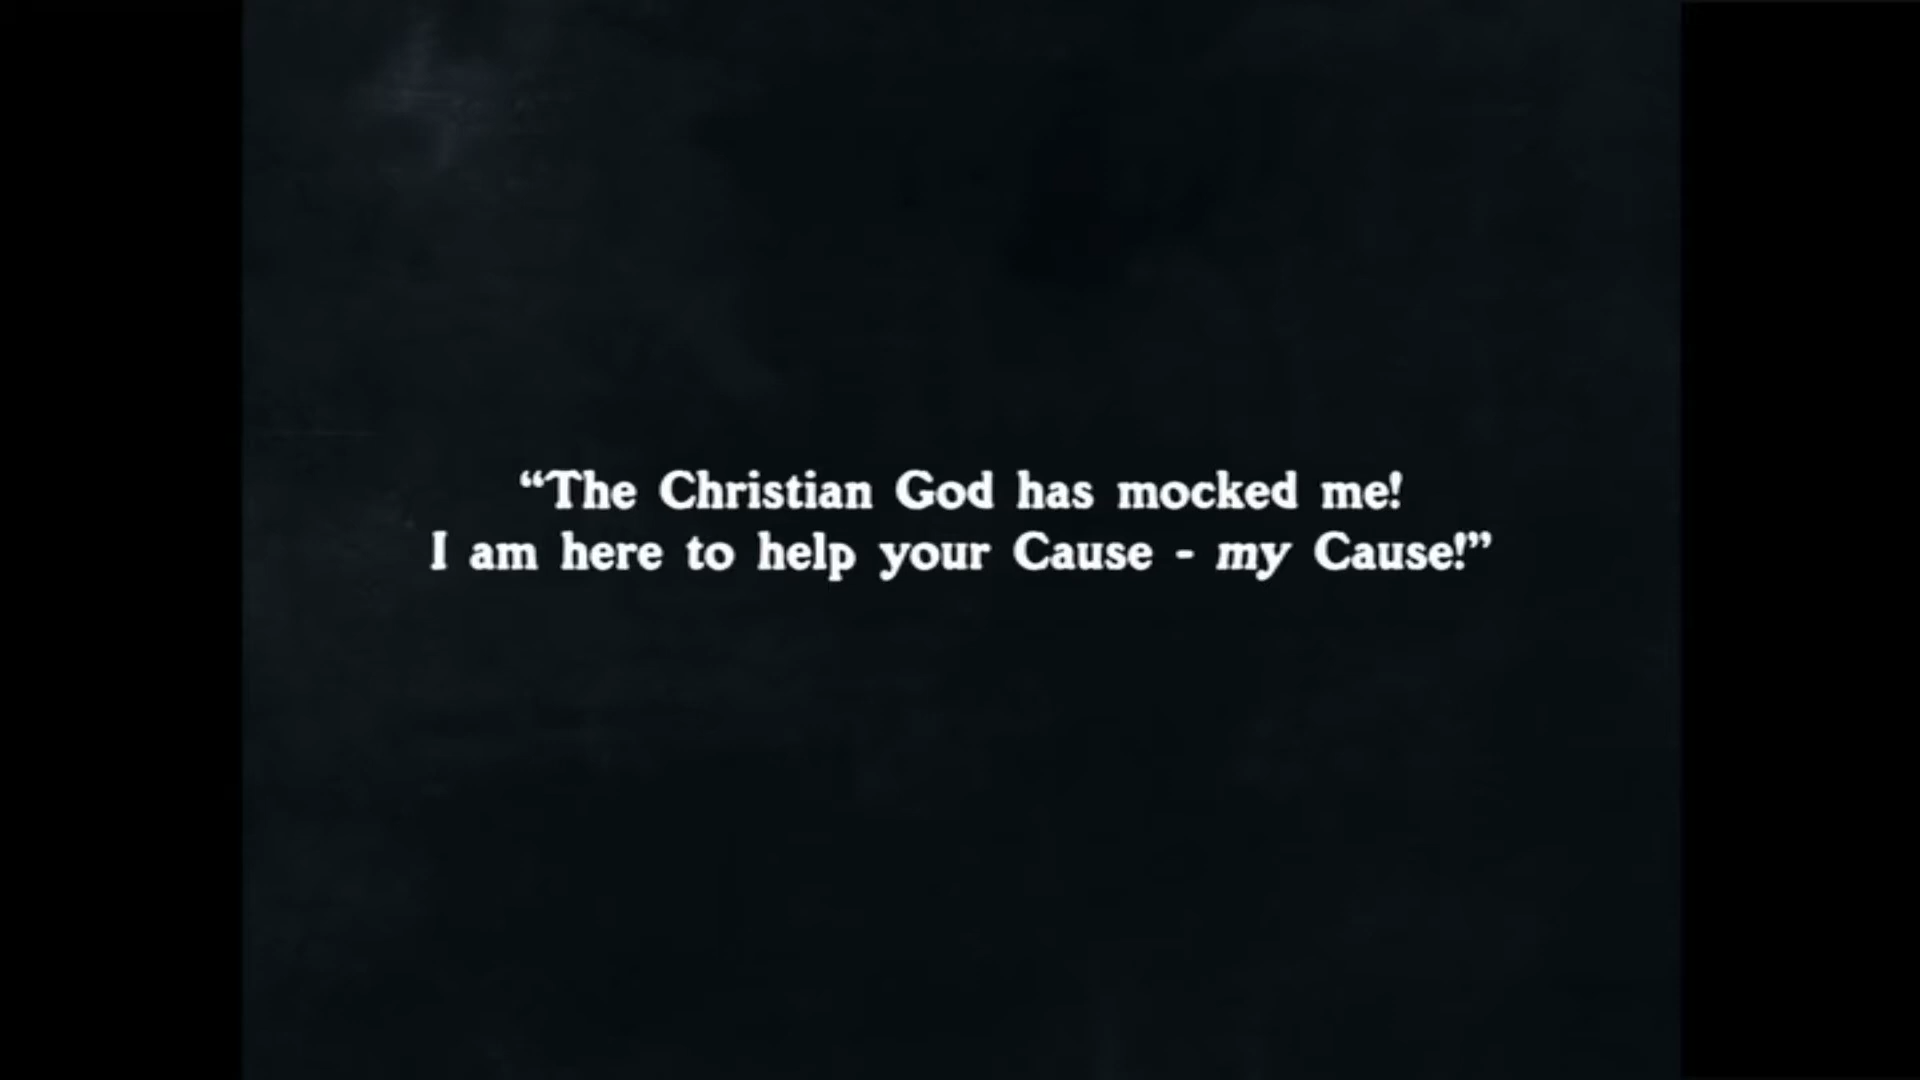 “The Christian God has mocked me!
I am here to help your Cause - my Cause!”